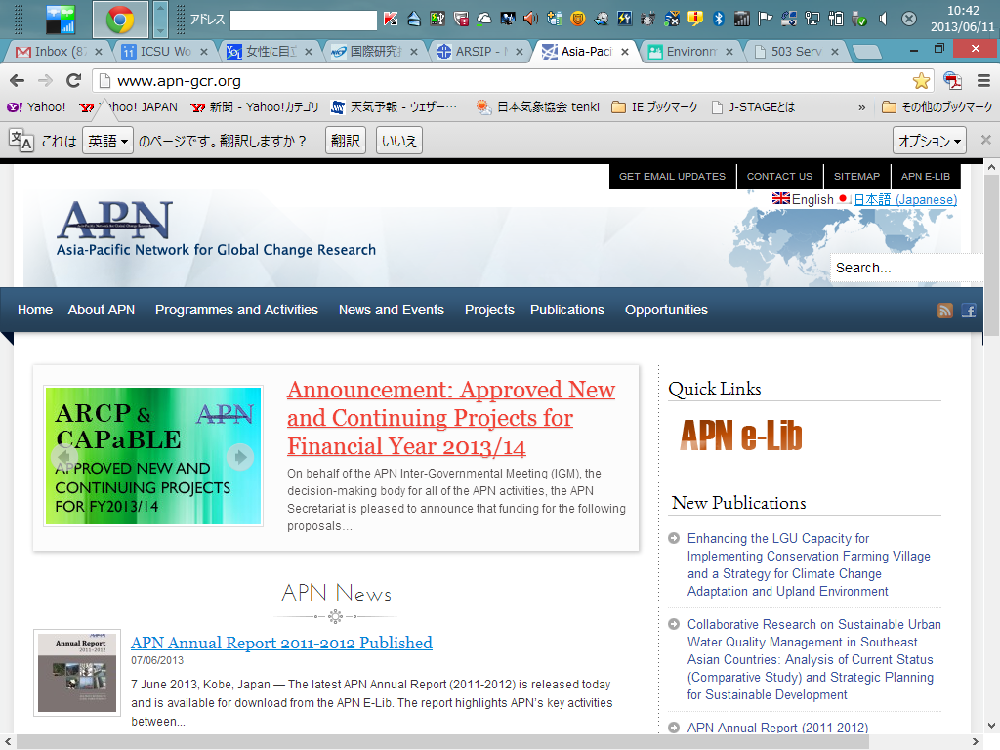 アドレス
10:42
2013/06/11
Inbox (8
ICSU W
女性に目立
国際研究
ARSIP - 
Asia-Paci
Environm
503 Serv
www.apn-gcr.org
Yahoo!
Yahoo! JAPAN
新聞 - Yahoo!カテゴリ
天気予報 - ウェザー…
日本気象協会 tenki
IE ブックマーク
J-STAGEとは
»
その他のブックマーク
これは 英語 のページです。翻訳しますか？ 翻訳 いいえ オプション
GET EMAIL UPDATES
CONTACT US
SITEMAP
APN E-LIB
English 日本語 (Japanese)
APN
Asia-Pacific Network for Global Change Research
Search...
Home About APN Programmes and Activities News and Events Projects Publications Opportunities
ARCP & APN
CAPaBLE
APPROVED NEW AND
CONTINUING PROJECTS
FOR FY2013/14
Announcement: Approved New
and Continuing Projects for
Financial Year 2013/14
On behalf of the APN Inter-Governmental Meeting (IGM), the
decision-making body for all of the APN activities, the APN
Secretariat is pleased to announce that funding for the following
proposals…
APN News
Annual Report
2011-2012
APN Annual Report 2011-2012 Published
07/06/2013
7 June 2013, Kobe, Japan — The latest APN Annual Report (2011-2012) is released today
and is available for download from the APN E-Lib. The report highlights APN's key activities
between...
Quick Links
APN e-Lib
New Publications
Enhancing the LGU Capacity for
Implementing Conservation Farming Village
and a Strategy for Climate Change
Adaptation and Upland Environment
Collaborative Research on Sustainable Urban
Water Quality Management in Southeast
Asian Countries: Analysis of Current Status
(Comparative Study) and Strategic Planning
for Sustainable Development
APN Annual Report (2011-2012)